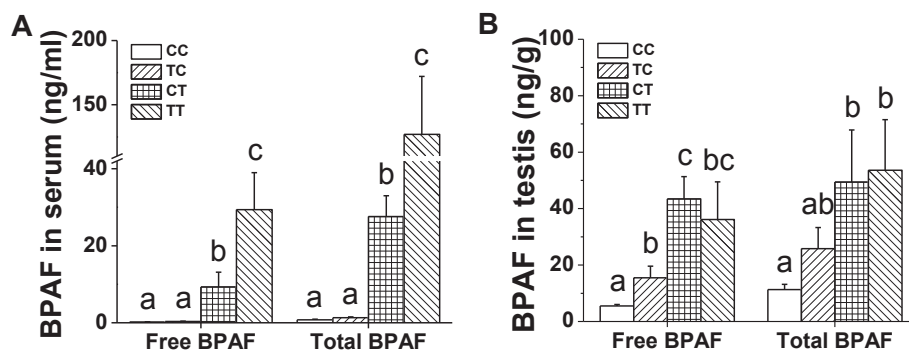 A
BPAF in serum (ng/ml)
200
150
40
20
0
CC
TC
CT
TT
a
a
b
c
a
a
b
c
Free BPAF
Total BPAF
B
BPAF in testis (ng/g)
100
80
60
40
20
0
CC
TC
CT
TT
a
b
c
bc
a
ab
b
b
Free BPAF
Total BPAF